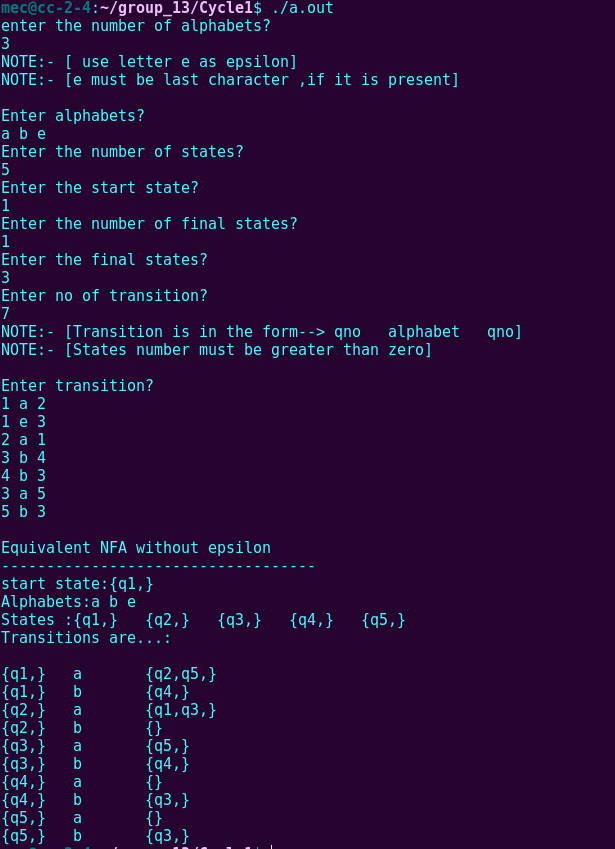 mec@cc-2-4:~/group_13/Cycle1$ ./a.out
enter the number of alphabets?
3
NOTE:- [ use letter e as epsilon]
NOTE:- [e must be last character ,if it is present]
Enter alphabets?
a b e
Enter the number of states?
5
Enter the start state?
1
Enter the number of final states?
1
Enter the final states?
3
Enter no of transition?
7
NOTE:- [Transition is in the form--> qno   alphabet   qno]
NOTE:- [States number must be greater than zero]
Enter transition?
1 a 2
1 e 3
2 a 1
3 b 4
4 b 3
3 a 5
5 b 3
Equivalent NFA without epsilon
-----------------------------------
start state:{q1,}
Alphabets:a b e
States :{q1,}   {q2,}   {q3,}   {q4,}   {q5,}
Transitions are...:
{q1,}   a       {q2,q5,}
{q1,}   b       {q4,}
{q2,}   a       {q1,q3,}
{q2,}   b       {}
{q3,}   a       {q5,}
{q3,}   b       {q4,}
{q4,}   a       {}
{q4,}   b       {q3,}
{q5,}   a       {}
{q5,}   b       {q3,}